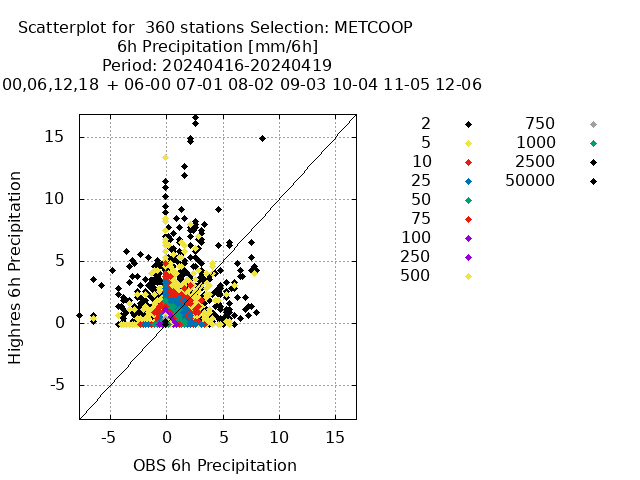 Scatterplot for  360 stations Selection: METCOOP
6h Precipitation [mm/6h]
Period: 20240416-20240419
00,06,12,18 + 06-00 07-01 08-02 09-03 10-04 11-05 12-06
15
10
5
0
-5
-5 0 5 10 15
Highres 6h Precipitation
OBS 6h Precipitation
2
5
10
25
50
75
100
250
500
750
1000
2500
50000